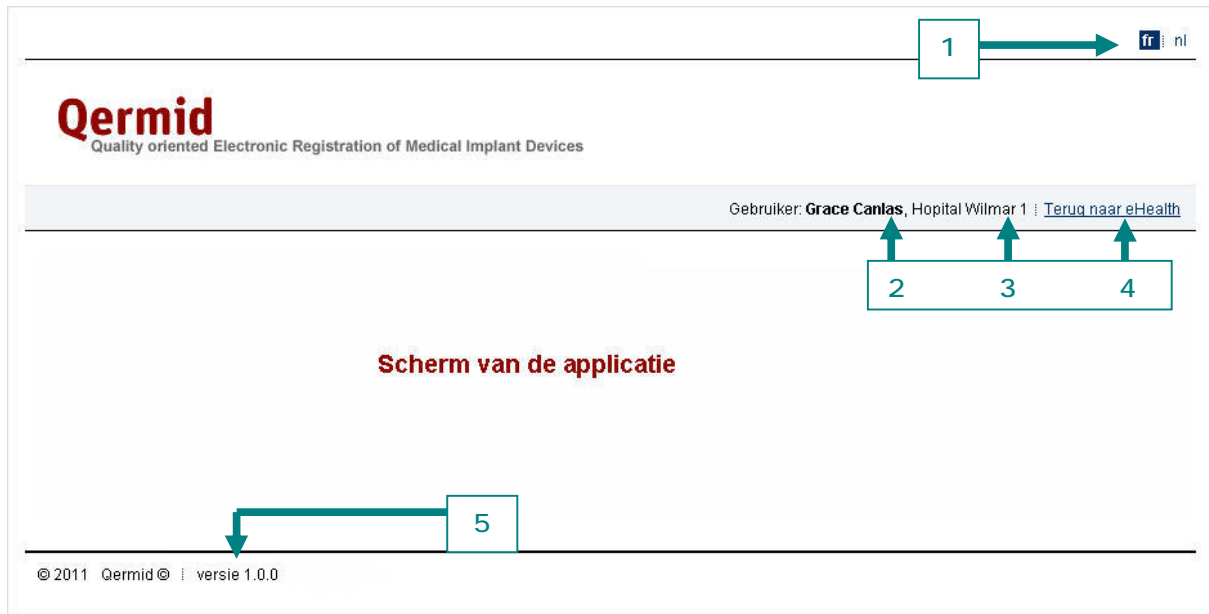 1
fr nl
Qermid
Quality oriented Electronic Registration of Medical Implant Devices
Gebruiker: Grace Canlas, Hopital Wilmar 1 Terug naar eHealth
2 3 4
Scherm van de applicatie
5
© 2011 Qermid © versie 1.0.0